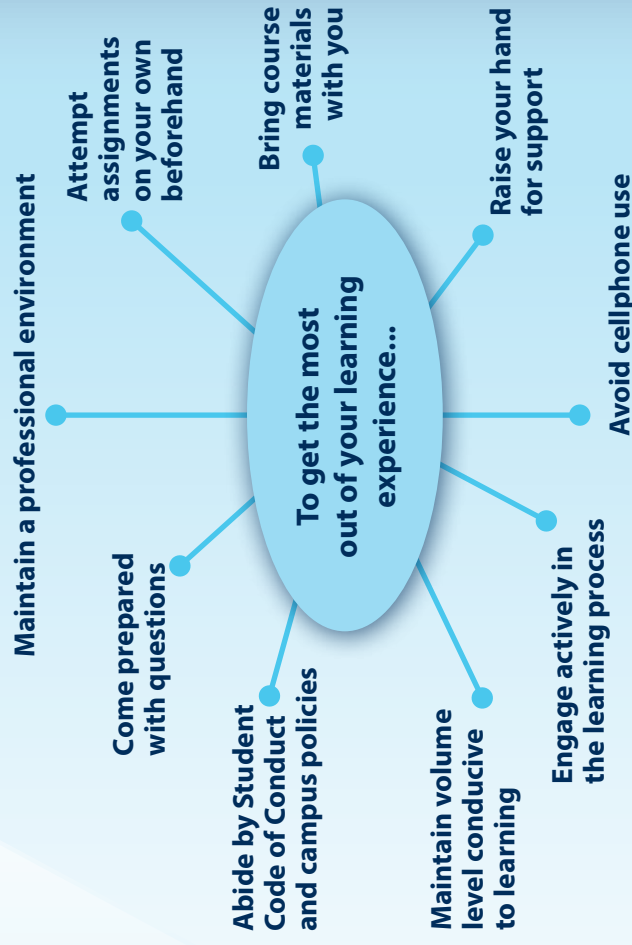 Maintain a professional environment
Attempt
assignments
on your own
beforehand
Bring course
materials
with you
Raise your hand
for support
Avoid cellphone use
Engage actively in
the learning process
Maintain volume
level conducive
to learning
Abide by Student
Code of Conduct
and campus policies
Come prepared
with questions
To get the most
out of your learning
experience...